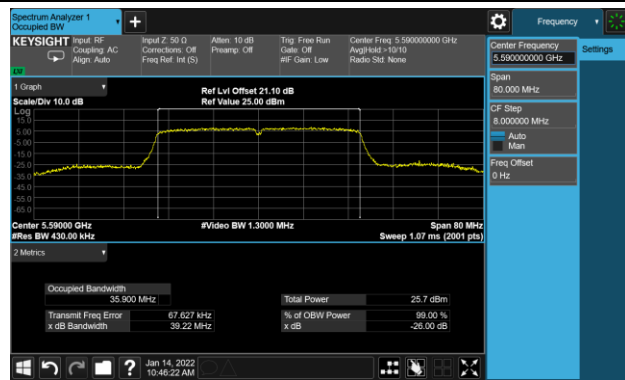 Spectrum Analyzer 1
Occupied BW
Frequency
KEYSIGHT
Input: RF
Coupling: AC
Align: Auto
Input Z: 50 Ω
Corrections: Off
Freq Ref: Int (S)
Atten: 10 dB
Preamp: Off
Trig: Free Run
Gate: Off
#IF Gain: Low
Center Freq: 5.590000000 GHz
Avg|Hold:>10/10
Radio Std: None
Center Frequency
5.590000000 GHz
Settings
Span
80.000 MHz
CF Step
8.000000 MHz
Auto
Man
Freq Offset
0 Hz
1 Graph
Scale/Div 10.0 dB
Ref Lvl Offset 21.10 dB
Ref Value 25.00 dBm
Log
15.0
5.00
-5.00
-15.0
-25.0
-35.0
-45.0
-55.0
-65.0
Center 5.59000 GHz
#Res BW 430.00 kHz
#Video BW 1.3000 MHz
Span 80 MHz
Sweep 1.07 ms (2001 pts)
2 Metrics
Occupied Bandwidth
35.900 MHz
Total Power 25.7 dBm
Transmit Freq Error 67.627 kHz
% of OBW Power 99.00 %
x dB Bandwidth 39.22 MHz
x dB -26.00 dB
?
Jan 14, 2022
10:46:22 AM